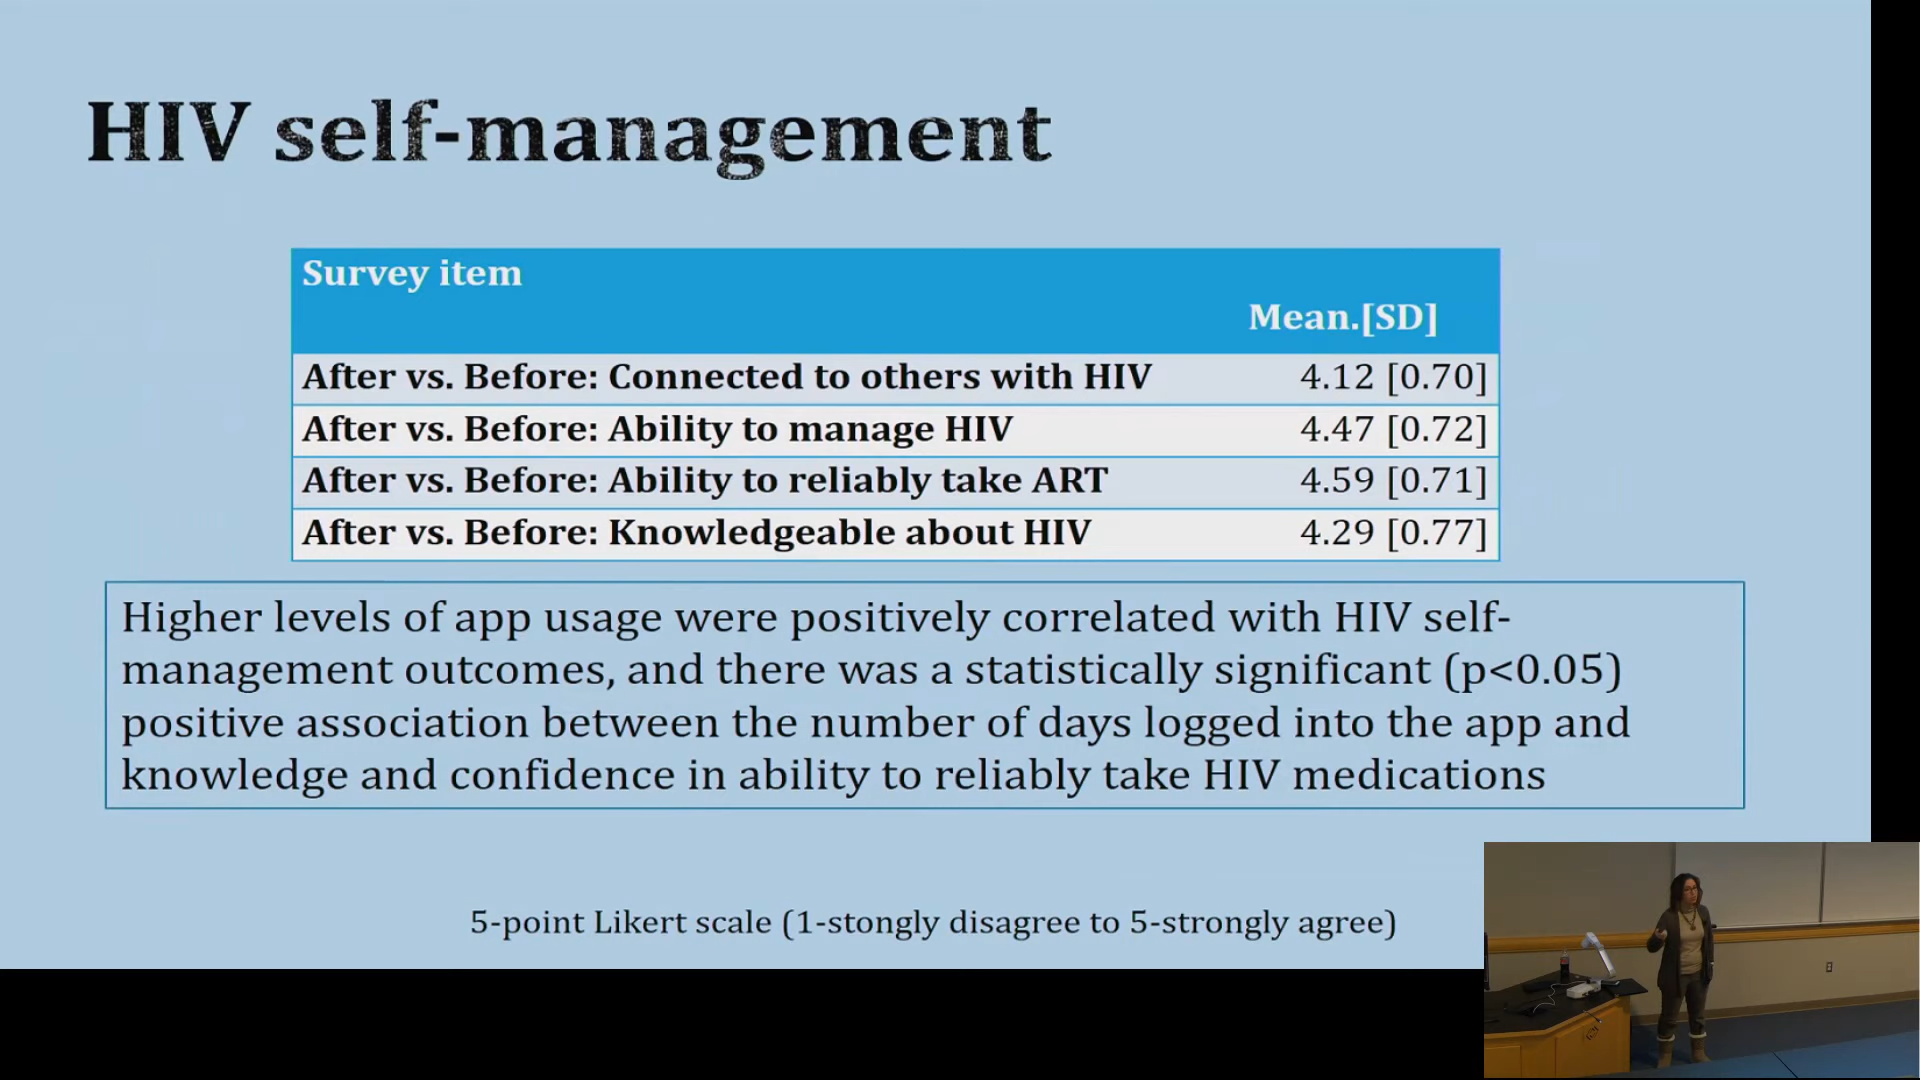 HIV self-management
Survey item
Mean.[SD]
After vs. Before: Connected to others with HIV 4.12 [0.70]
After vs. Before: Ability to manage HIV 4.47 [0.72]
After vs. Before: Ability to reliably take ART 4.59 [0.71]
After vs. Before: Knowledgeable about HIV 4.29 [0.77]
Higher levels of app usage were positively correlated with HIV self-
management outcomes, and there was a statistically significant (p<0.05)
positive association between the number of days logged into the app and
knowledge and confidence in ability to reliably take HIV medications
5-point Likert scale (1-stongly disagree to 5-strongly agree)